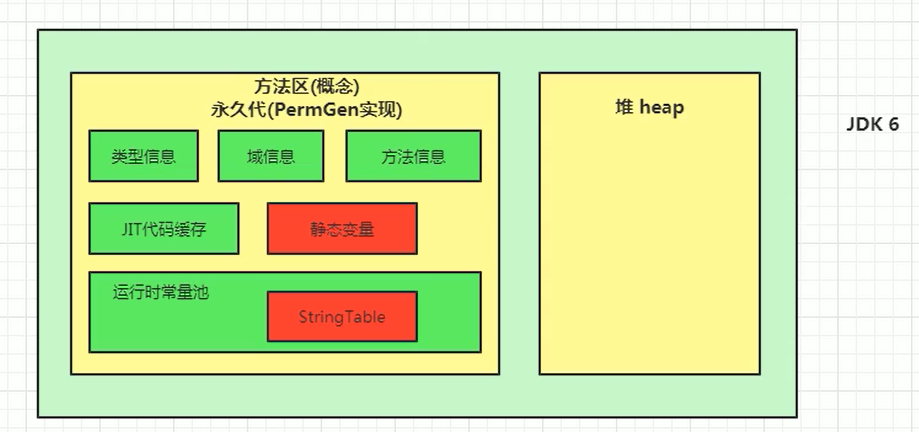 方法区(概念)
永久代(PermGen实现)
堆 heap
JDK 6
类型信息
域信息
方法信息
JIT代码缓存
静态变量
运行时常量池
StringTable